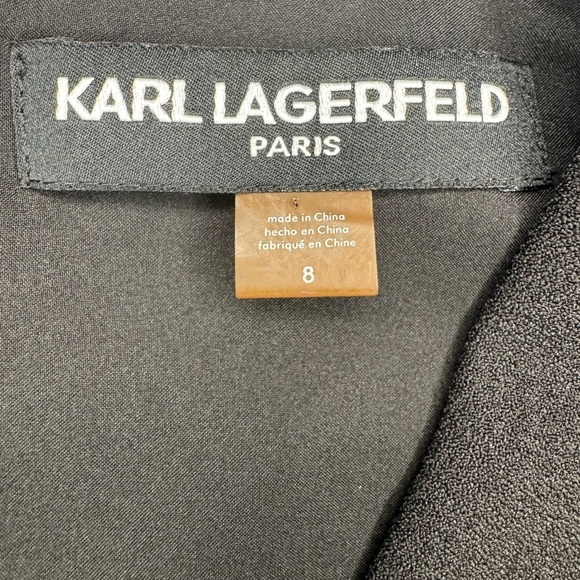 KARL LAGERFELD
PARIS
made in China
hecho en China
fabriqué en Chine
8